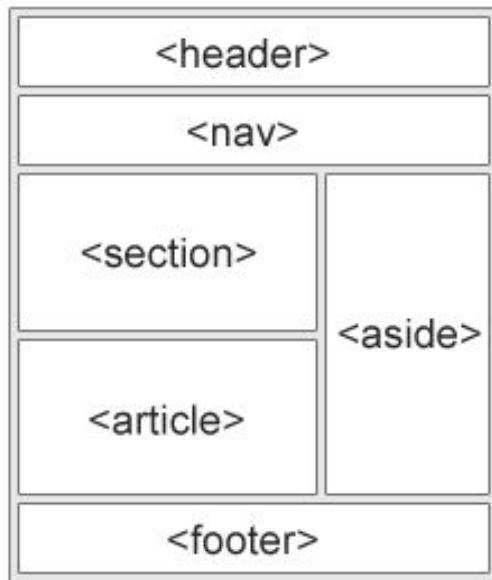 <header>
<nav>
<section>
<aside>
<article>
<footer>